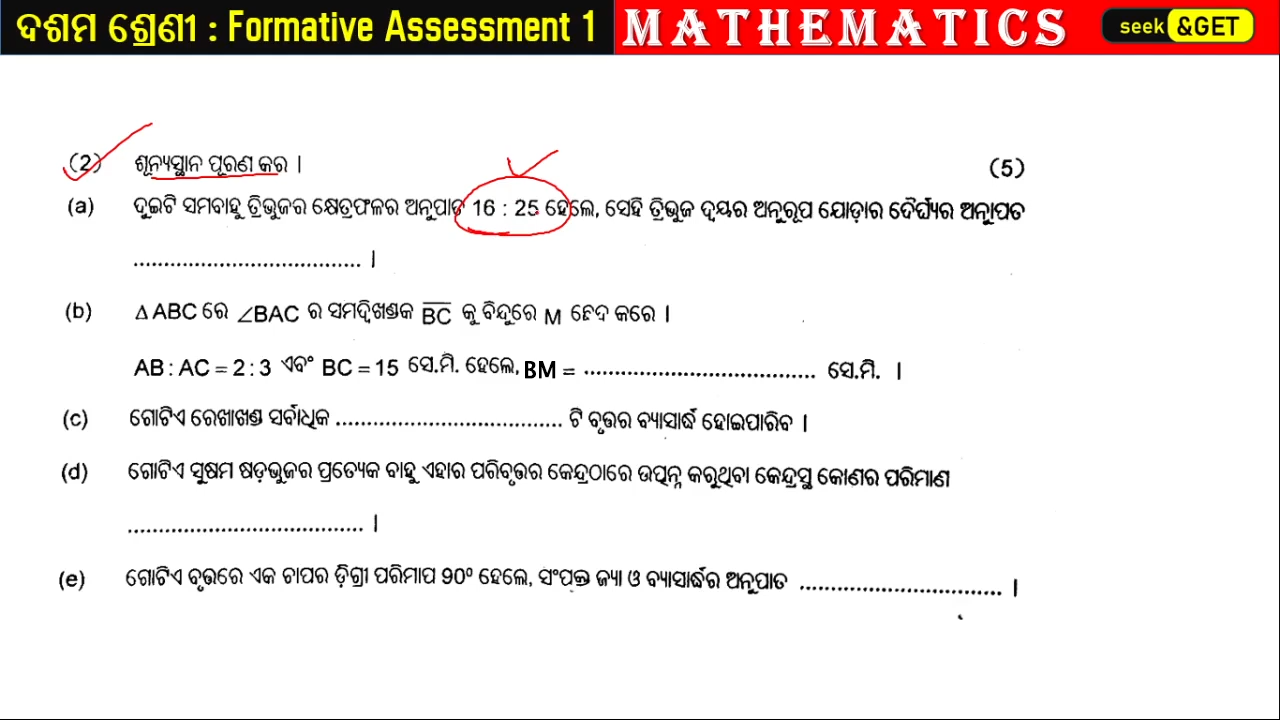 ଦଶମ ଶ୍ରେଣୀ : Formative Assessment 1 MATHEMATICS seek &GET
(2) ଶୂନ୍ୟସ୍ଥାନ ପୂରଣ କର । (5)
(a) ଦୁଇଟି ସମବାହୁ ତ୍ରିଭୁଜର କ୍ଷେତ୍ରଫଳର ଅନୁପାତ 16 : 25 ହେଲେ, ସେହି ତ୍ରିଭୁଜ ଦ୍ୱୟର ଅନୁରୂପ ଯୋଡ଼ାର ଦୈର୍ଘ୍ୟର ଅନୁାପତ
..................................... ।
(b) Δ ABC ରେ ∠BAC ର ସମଦ୍ବିଖଣ୍ଡକ B̅C̅ କୁ ବିନ୍ଦୁରେ M ଛେଦ କରେ ।
AB : AC = 2 : 3 ଏବଂ BC = 15 ସେ.ମି. ହେଲେ, BM = ...................................... ସେ.ମି. ।
(c) ଗୋଟିଏ ରେଖାଖଣ୍ଡ ସର୍ବାଧିକ ..................................... ଟି ବୃତ୍ତର ବ୍ୟାସାର୍ଦ୍ଧ ହୋଇପାରିବ ।
(d) ଗୋଟିଏ ସୁଷମ ଷଡ଼ଭୁଜର ପ୍ରତ୍ୟେକ ବାହୁ ଏହାର ପରିବୃତ୍ତର କେନ୍ଦ୍ରଠାରେ ଉତ୍ପନ୍ନ କରୁଥିବା କେନ୍ଦ୍ରସ୍ଥ କୋଣର ପରିମାଣ
...................................... ।
(e) ଗୋଟିଏ ବୃତ୍ତରେ ଏକ ଚାପର ଡ଼ିଗ୍ରୀ ପରିମାପ 90⁰ ହେଲେ, ସଂପୃକ୍ତ ଜ୍ୟା ଓ ବ୍ୟାସାର୍ଦ୍ଧର ଅନୁପାତ ................................. ।